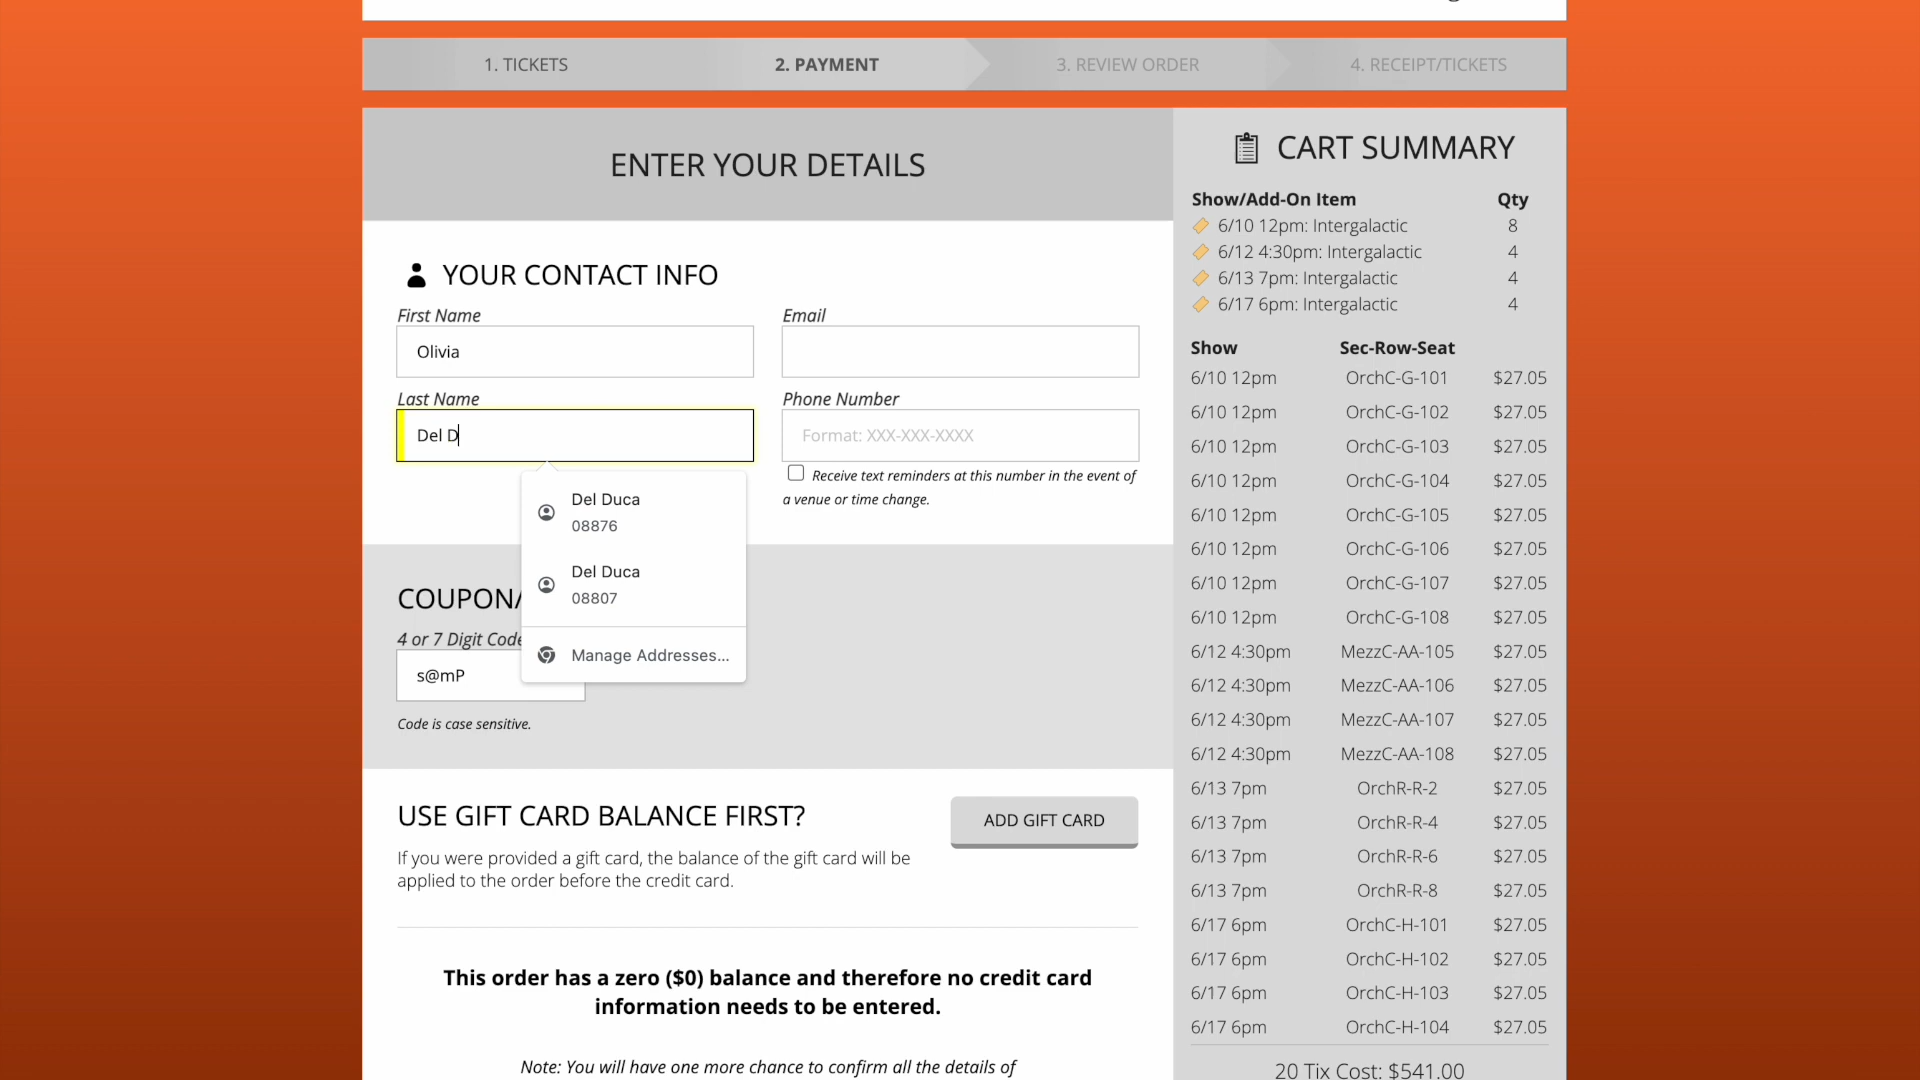 1. TICKETS
2. PAYMENT
3. REVIEW ORDER
4. RECEIPT/TICKETS
ENTER YOUR DETAILS
YOUR CONTACT INFO
First Name
Email
Olivia
Last Name
Phone Number
Del D
Format: XXX-XXX-XXXX
Receive text reminders at this number in the event of
a venue or time change.
Del Duca
08876
Del Duca
08807
Manage Addresses...
COUPON/
4 or 7 Digit Code
s@mP
Code is case sensitive.
USE GIFT CARD BALANCE FIRST?
ADD GIFT CARD
If you were provided a gift card, the balance of the gift card will be
applied to the order before the credit card.
This order has a zero ($0) balance and therefore no credit card
information needs to be entered.
Note: You will have one more chance to confirm all the details of
CART SUMMARY
Show/Add-On Item Qty
6/10 12pm: Intergalactic 8
6/12 4:30pm: Intergalactic 4
6/13 7pm: Intergalactic 4
6/17 6pm: Intergalactic 4
Show Sec-Row-Seat
6/10 12pm OrchC-G-101 $27.05
6/10 12pm OrchC-G-102 $27.05
6/10 12pm OrchC-G-103 $27.05
6/10 12pm OrchC-G-104 $27.05
6/10 12pm OrchC-G-105 $27.05
6/10 12pm OrchC-G-106 $27.05
6/10 12pm OrchC-G-107 $27.05
6/10 12pm OrchC-G-108 $27.05
6/12 4:30pm MezzC-AA-105 $27.05
6/12 4:30pm MezzC-AA-106 $27.05
6/12 4:30pm MezzC-AA-107 $27.05
6/12 4:30pm MezzC-AA-108 $27.05
6/13 7pm OrchR-R-2 $27.05
6/13 7pm OrchR-R-4 $27.05
6/13 7pm OrchR-R-6 $27.05
6/13 7pm OrchR-R-8 $27.05
6/17 6pm OrchC-H-101 $27.05
6/17 6pm OrchC-H-102 $27.05
6/17 6pm OrchC-H-103 $27.05
6/17 6pm OrchC-H-104 $27.05
20 Tix Cost: $541.00